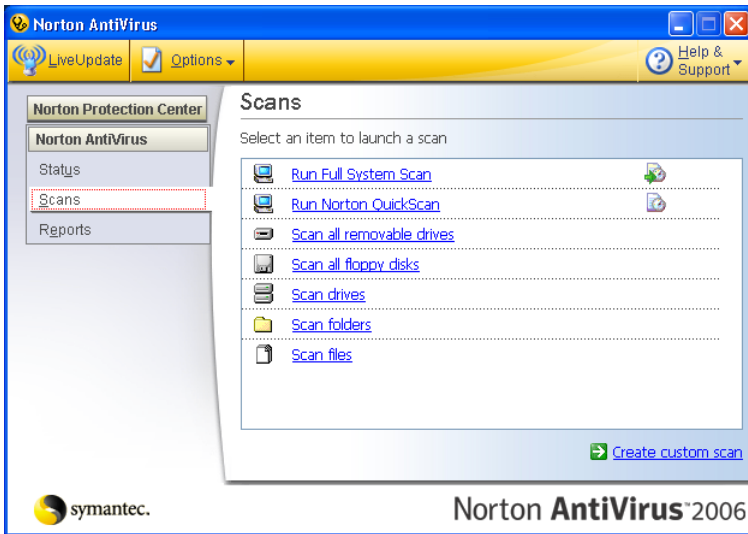 Norton AntiVirus
LiveUpdate Options Help & Support
Norton Protection Center
Norton AntiVirus
Status
Scans
Reports
Scans
Select an item to launch a scan
Run Full System Scan
Run Norton QuickScan
Scan all removable drives
Scan all floppy disks
Scan drives
Scan folders
Scan files
Create custom scan
symantec.
Norton AntiVirus™2006